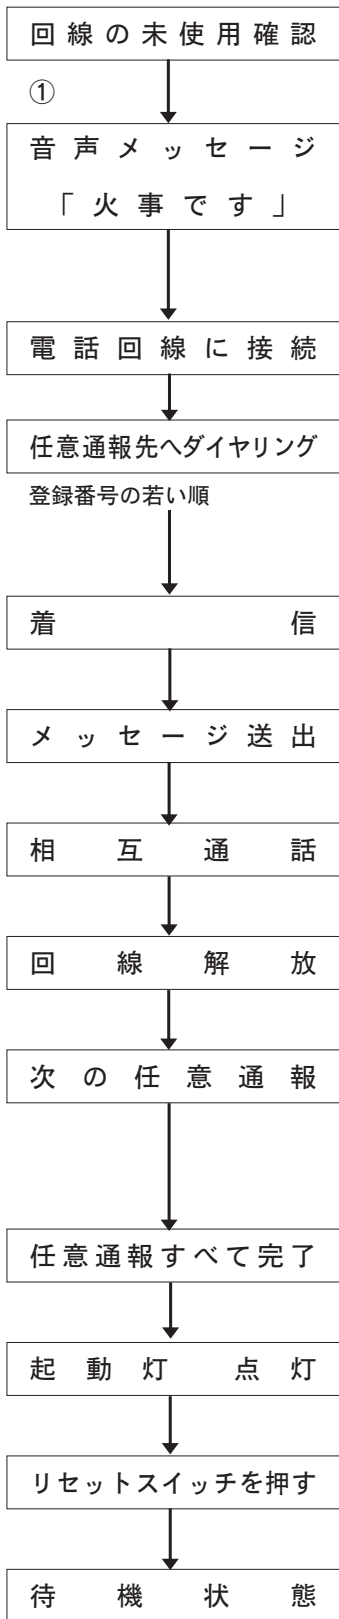 回線の未使用確認
①
音声メッセージ
「火事です」
電話回線に接続
任意通報先へダイヤリング
登録番号の若い順
着信
メッセージ送出
相互通話
回線解放
次の任意通報
任意通報すべて完了
起動灯 点灯
リセットスイッチを押す
待機状態